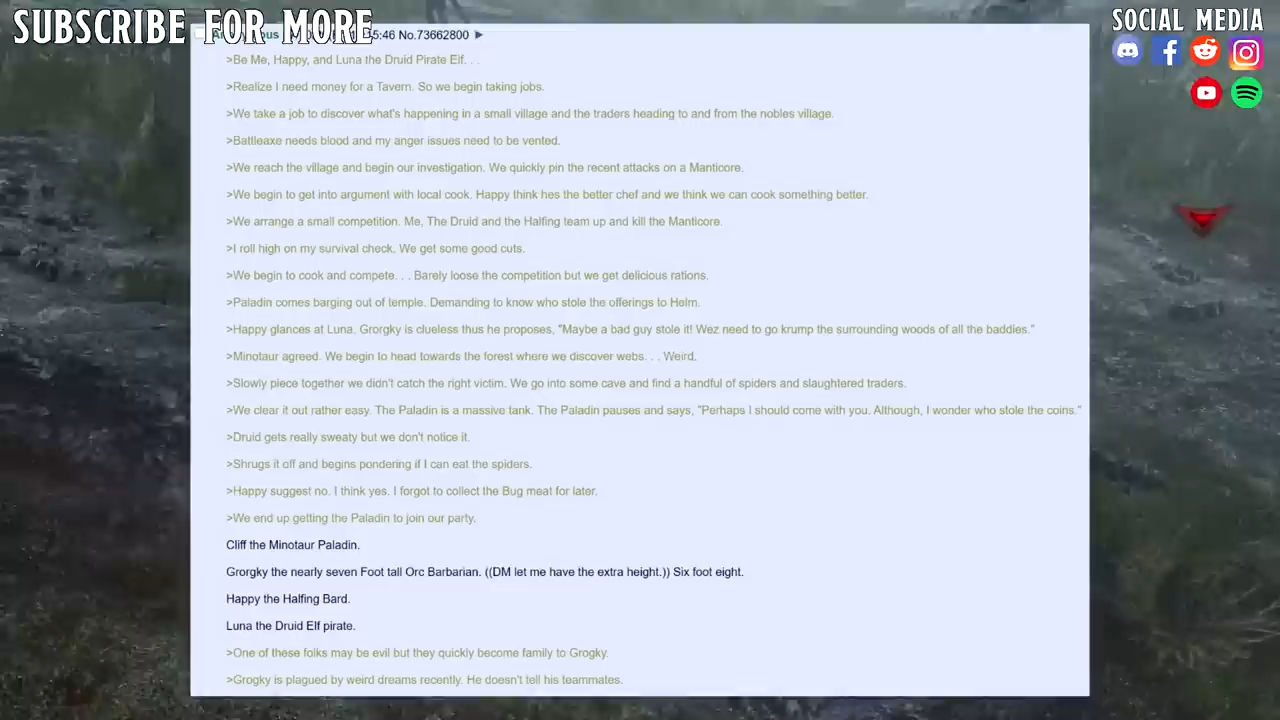 SUBSCRIBE FOR MORE
SOCIAL MEDIA
5:46 No.73662800 ▶
>Be Me, Happy, and Luna the Druid Pirate Elf. . .
>Realize I need money for a Tavern. So we begin taking jobs.
>We take a job to discover what's happening in a small village and the traders heading to and from the nobles village.
>Battleaxe needs blood and my anger issues need to be vented.
>We reach the village and begin our investigation. We quickly pin the recent attacks on a Manticore.
>We begin to get into argument with local cook. Happy think hes the better chef and we think we can cook something better.
>We arrange a small competition. Me, The Druid and the Halfing team up and kill the Manticore.
>I roll high on my survival check. We get some good cuts.
>We begin to cook and compete. . . Barely loose the competition but we get delicious rations.
>Paladin comes barging out of temple. Demanding to know who stole the offerings to Helm.
>Happy glances at Luna. Grorgky is clueless thus he proposes, "Maybe a bad guy stole it! Wez need to go krump the surrounding woods of all the baddies."
>Minotaur agreed. We begin to head towards the forest where we discover webs. . . Weird.
>Slowly piece together we didn't catch the right victim. We go into some cave and find a handful of spiders and slaughtered traders.
>We clear it out rather easy. The Paladin is a massive tank. The Paladin pauses and says, "Perhaps I should come with you. Although, I wonder who stole the coins."
>Druid gets really sweaty but we don't notice it.
>Shrugs it off and begins pondering if I can eat the spiders.
>Happy suggest no. I think yes. I forgot to collect the Bug meat for later.
>We end up getting the Paladin to join our party.
Cliff the Minotaur Paladin.
Grorgky the nearly seven Foot tall Orc Barbarian. ((DM let me have the extra height.)) Six foot eight.
Happy the Halfing Bard.
Luna the Druid Elf pirate.
>One of these folks may be evil but they quickly become family to Grogky.
>Grogky is plagued by weird dreams recently. He doesn't tell his teammates.